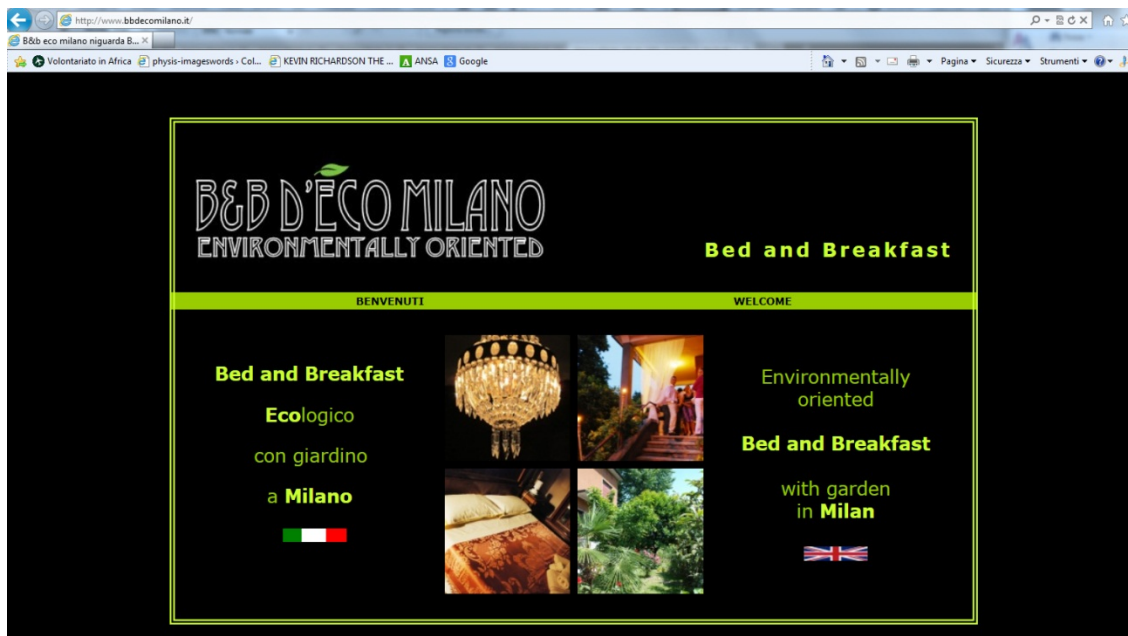 http://www.bbdecomilano.it/
B&b eco milano niguarda B...
Volontariato in Africa physis-imageswords › Col... KEVIN RICHARDSON THE ... ANSA Google
Pagina Sicurezza Strumenti
B&B D'ECO MILANO
ENVIRONMENTALLY ORIENTED
Bed and Breakfast
BENVENUTI WELCOME
Bed and Breakfast
Ecologico
con giardino
a Milano
Environmentally
oriented
Bed and Breakfast
with garden
in Milan